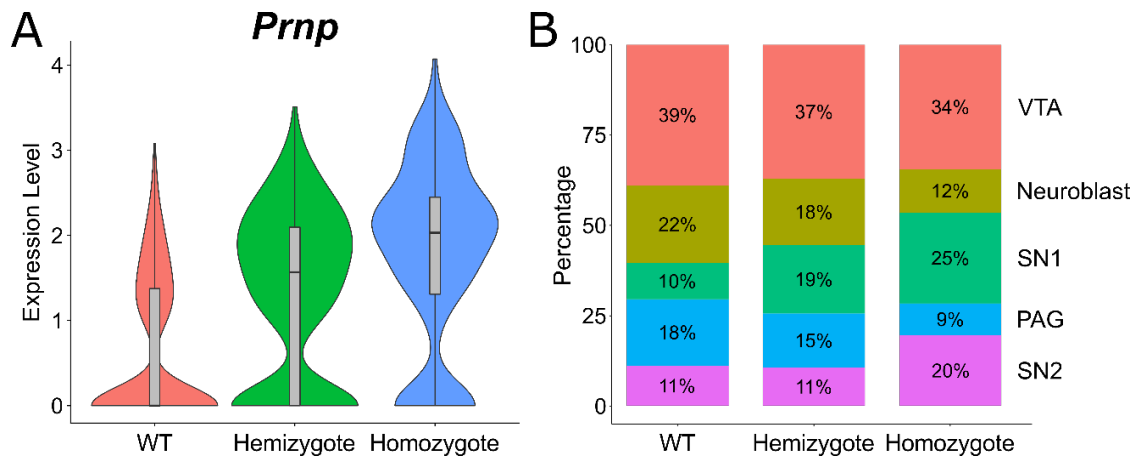 A
Prnp
Expression Level
4
3
2
1
0
WT
Hemizygote
Homozygote
B
Percentage
100
75
50
25
0
39%
22%
10%
18%
11%
37%
18%
19%
15%
11%
34%
12%
25%
9%
20%
VTA
Neuroblast
SN1
PAG
SN2
WT
Hemizygote
Homozygote